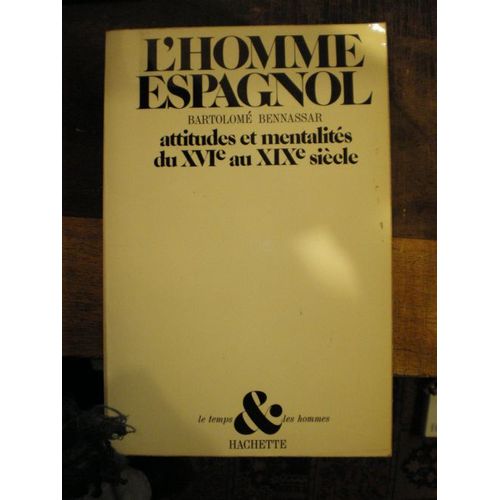 L'HOMME
ESPAGNOL
BARTOLOMÉ BENNASSAR
attitudes et mentalités
du XVIe au XIXe siècle
le temps & les hommes
HACHETTE